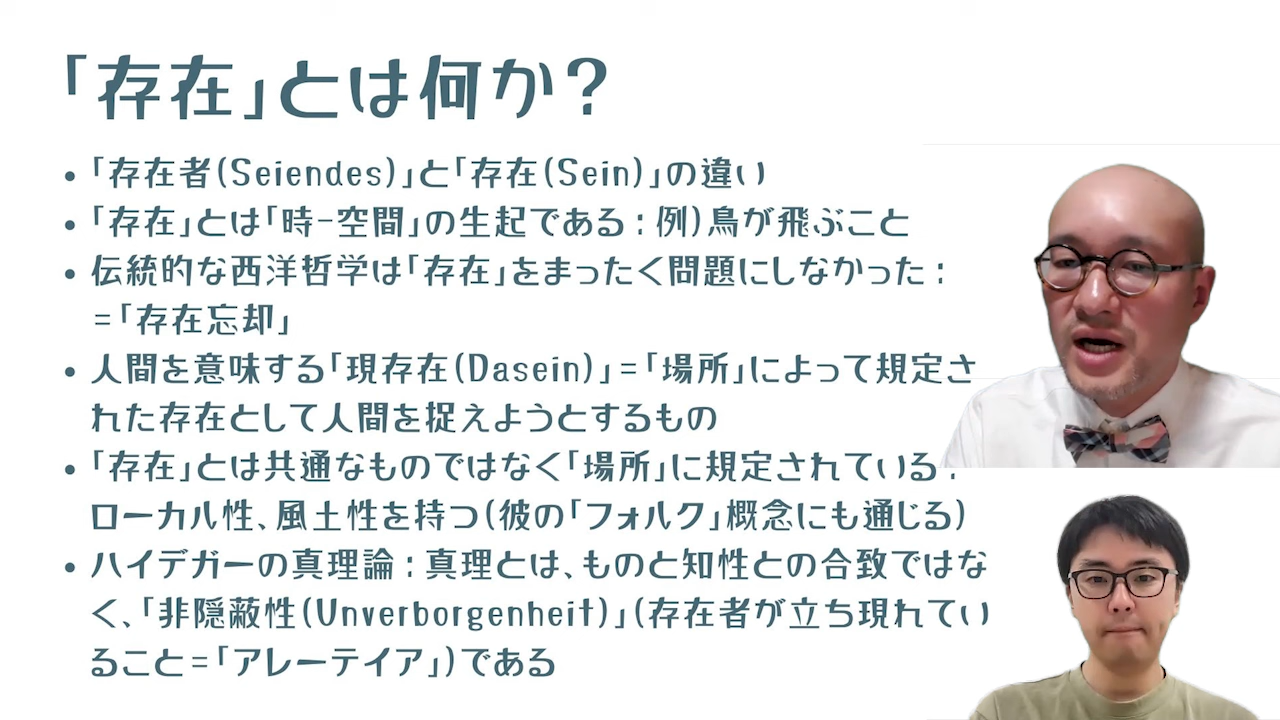 「存在」とは何か？
•「存在者(Seiendes)」と「存在(Sein)」の違い
•「存在」とは「時-空間」の生起である：例)鳥が飛ぶこと
• 伝統的な西洋哲学は「存在」をまったく問題にしなかった：
＝「存在忘却」
• 人間を意味する「現存在(Dasein)」＝「場所」によって規定さ
れた存在として人間を捉えようとするもの
•「存在」とは共通なものではなく「場所」に規定されている：
ローカル性、風土性を持つ(彼の「フォルク」概念にも通じる)
• ハイデガーの真理論：真理とは、ものと知性との合致ではな
く、「非隠蔽性(Unverborgenheit)」(存在者が立ち現れてい
ること＝「アレーテイア」)である